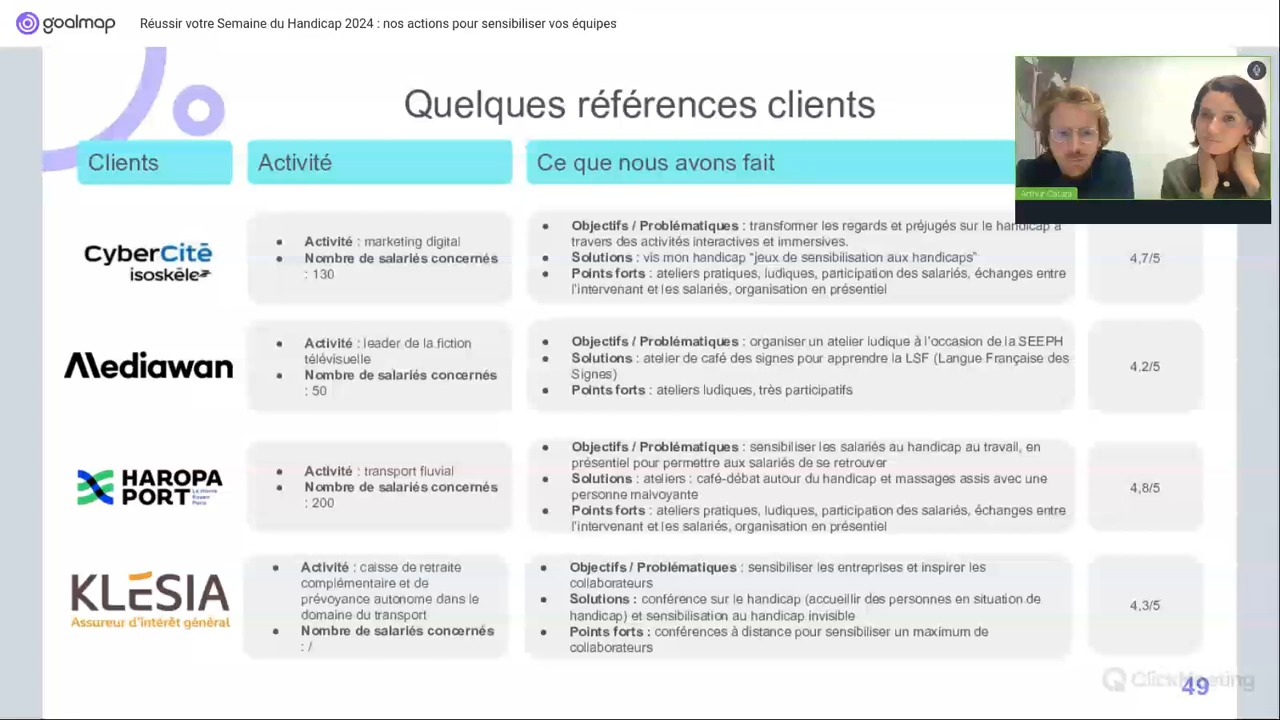 goalmap
Réussir votre Semaine du Handicap 2024 : nos actions pour sensibiliser vos équipes
Quelques références clients
Clients
Activité
Ce que nous avons fait
CyberCitē
isoskēle
Activité : marketing digital
Nombre de salariés concernés
: 130
Objectifs / Problématiques : transformer les regards et préjugés sur le handicap à
travers des activités interactives et immersives.
Solutions : vis mon handicap “jeux de sensibilisation aux handicaps”
Points forts : ateliers pratiques, ludiques, participation des salariés, échanges entre
l'intervenant et les salariés, organisation en présentiel
4,7/5
Mediawan
Activité : leader de la fiction
télévisuelle
Nombre de salariés concernés
: 50
Objectifs / Problématiques : organiser un atelier ludique à l'occasion de la SEEPH
Solutions : atelier de café des signes pour apprendre la LSF (Langue Française des
Signes)
Points forts : ateliers ludiques, très participatifs
4.2/5
HAROPA
PORT
Activité : transport fluvial
Nombre de salariés concernés
: 200
Objectifs / Problématiques : sensibiliser les salariés au handicap au travail, en
présentiel pour permettre aux salariés de se retrouver
Solutions : ateliers : café-débat autour du handicap et massages assis avec une
personne malvoyante
Points forts : ateliers pratiques, ludiques, participation des salariés, échanges entre
l'intervenant et les salariés, organisation en présentiel
4,8/5
KLESIA
Assureur d'intérêt général
Activité : caisse de retraite
complémentaire et de
prévoyance autonome dans le
domaine du transport
Nombre de salariés concernés
: /
Objectifs / Problématiques : sensibiliser les entreprises et inspirer les
collaborateurs
Solutions : conférence sur le handicap (accueillir des personnes en situation de
handicap) et sensibilisation au handicap invisible
Points forts : conférences à distance pour sensibiliser un maximum de
collaborateurs
4,3/5
ClickMeeting
49